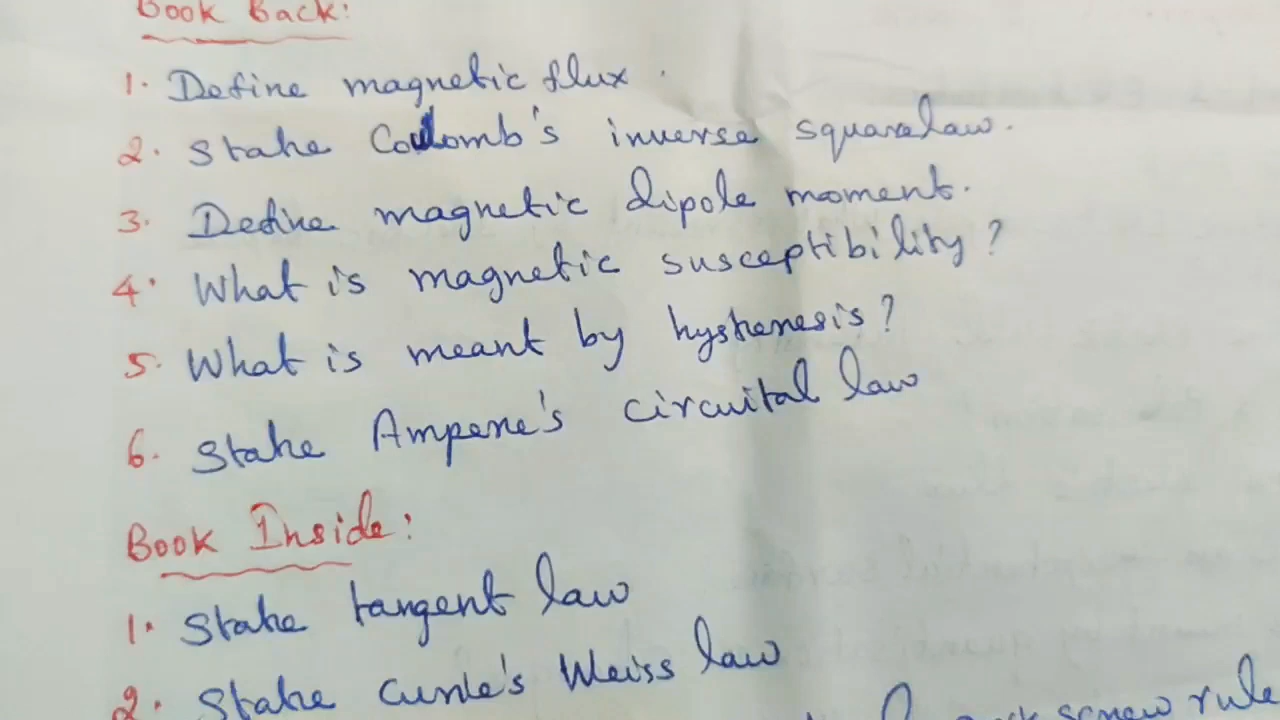 Book Back:
1. Define magnetic flux.
2. State Coulomb's inverse square law.
3. Define magnetic dipole moment.
4. What is magnetic susceptibility?
5. What is meant by hysteresis?
6. State Ampere's circuital law
Book Inside:
1. State tangent law
2. State Curie's Weiss law
screw rule